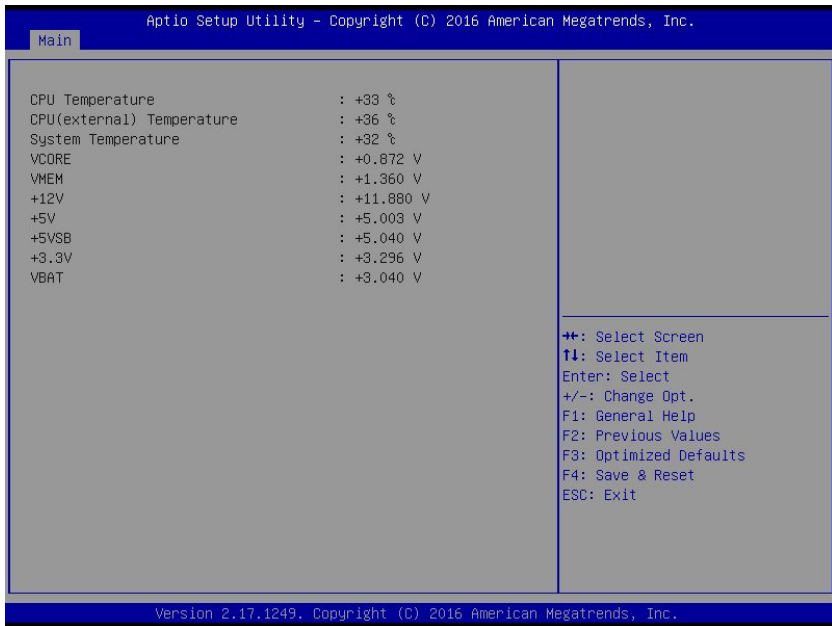 Aptio Setup Utility – Copyright (C) 2016 American Megatrends, Inc.
Main
CPU Temperature : +33 ℃
CPU(external) Temperature : +36 ℃
System Temperature : +32 ℃
VCORE : +0.872 V
VMEM : +1.360 V
+12V : +11.880 V
+5V : +5.003 V
+5VSB : +5.040 V
+3.3V : +3.296 V
VBAT : +3.040 V
→←: Select Screen
↑↓: Select Item
Enter: Select
+/-: Change Opt.
F1: General Help
F2: Previous Values
F3: Optimized Defaults
F4: Save & Reset
ESC: Exit
Version 2.17.1249. Copyright (C) 2016 American Megatrends, Inc.